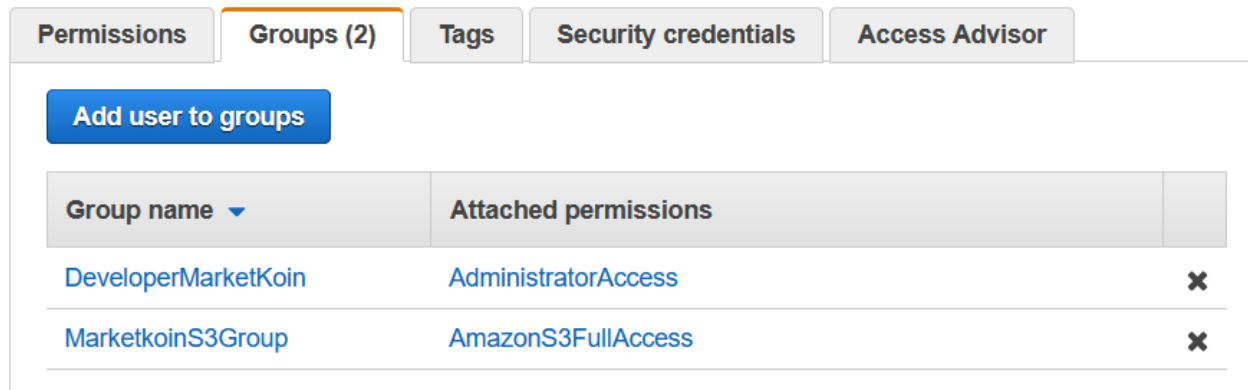 Permissions Groups (2) Tags Security credentials Access Advisor
Add user to groups
Group name Attached permissions
DeveloperMarketKoin AdministratorAccess
MarketkoinS3Group AmazonS3FullAccess